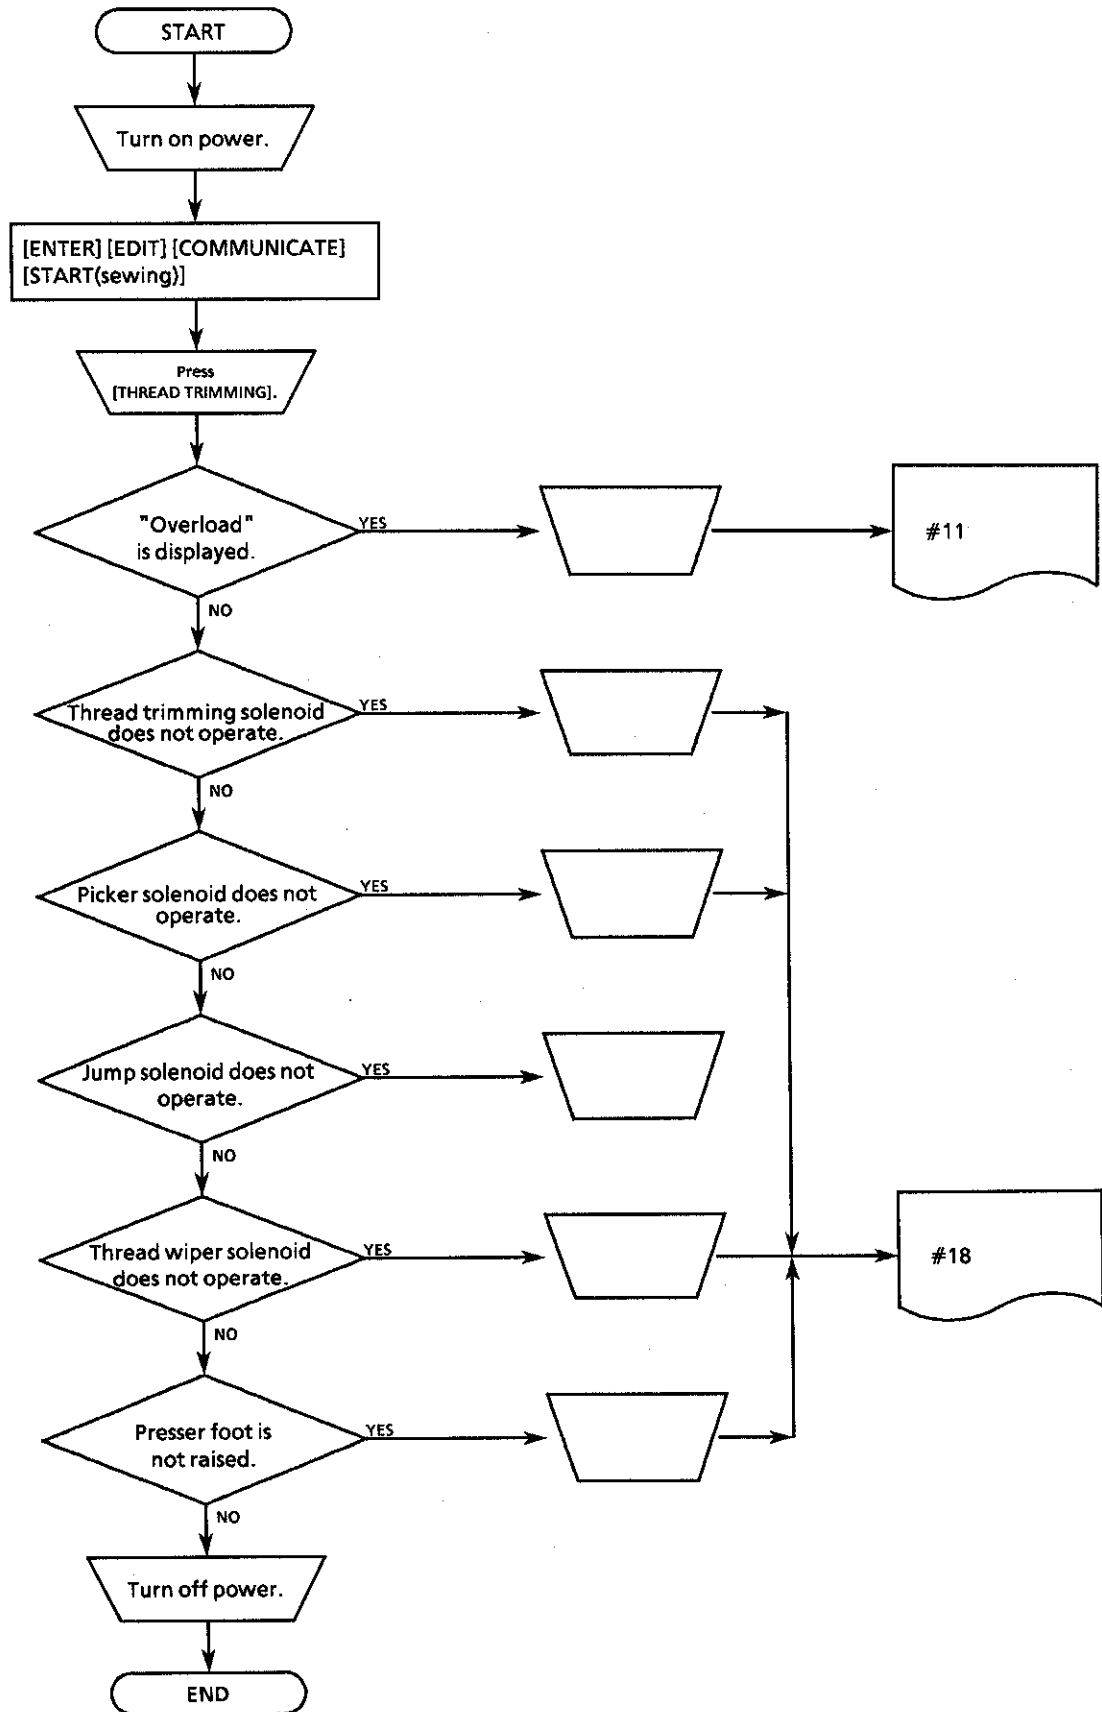 START
Turn on power.
[ENTER] [EDIT] [COMMUNICATE]
[START(sewing)]
Press
[THREAD TRIMMING].
"Overload"
is displayed.
YES
#11
NO
Thread trimming solenoid
does not operate.
YES
NO
Picker solenoid does not
operate.
YES
NO
Jump solenoid does not
operate.
YES
NO
Thread wiper solenoid
does not operate.
YES
#18
NO
Presser foot is
not raised.
YES
NO
Turn off power.
END